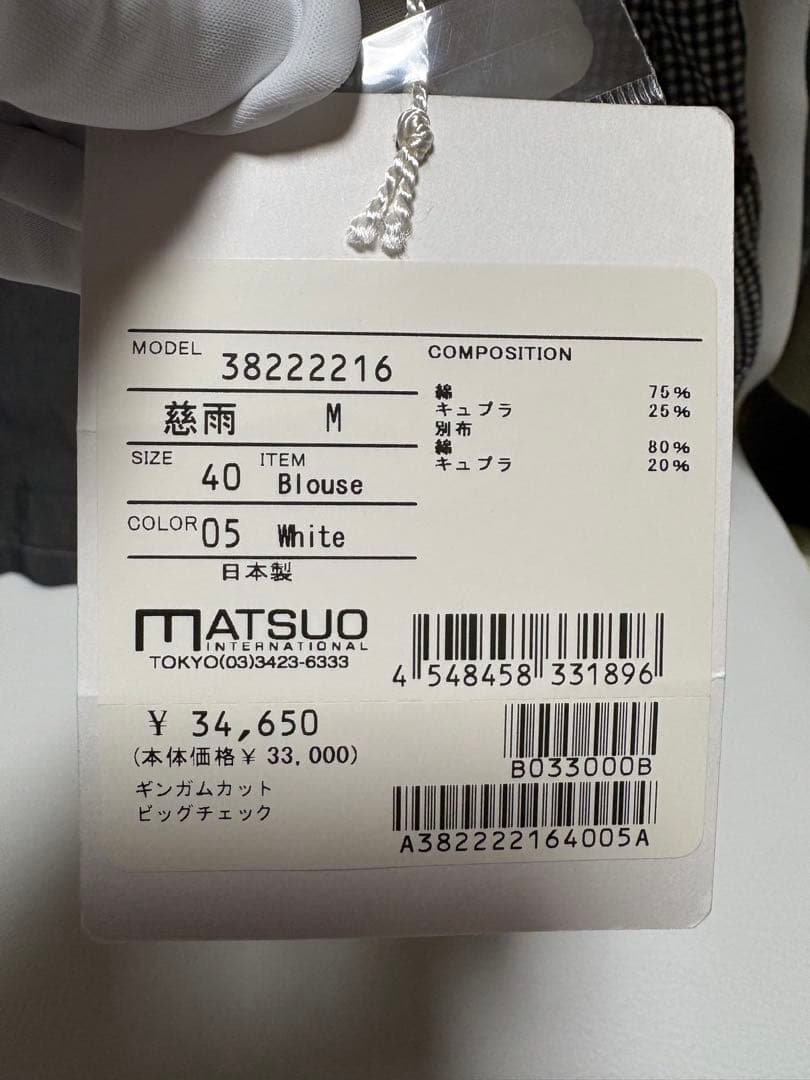 MODEL 38222216
慈雨 M
SIZE 40 ITEM Blouse
COLOR 05 White
日本製
COMPOSITION
綿 75%
キュプラ 25%
別布
綿 80%
キュプラ 20%
MATSUO
INTERNATIONAL
TOKYO(03)3423-6333
4 548458 331896
¥ 34,650
(本体価格¥ 33,000)
ギンガムカット
ビッグチェック
B033000B
A382222164005A